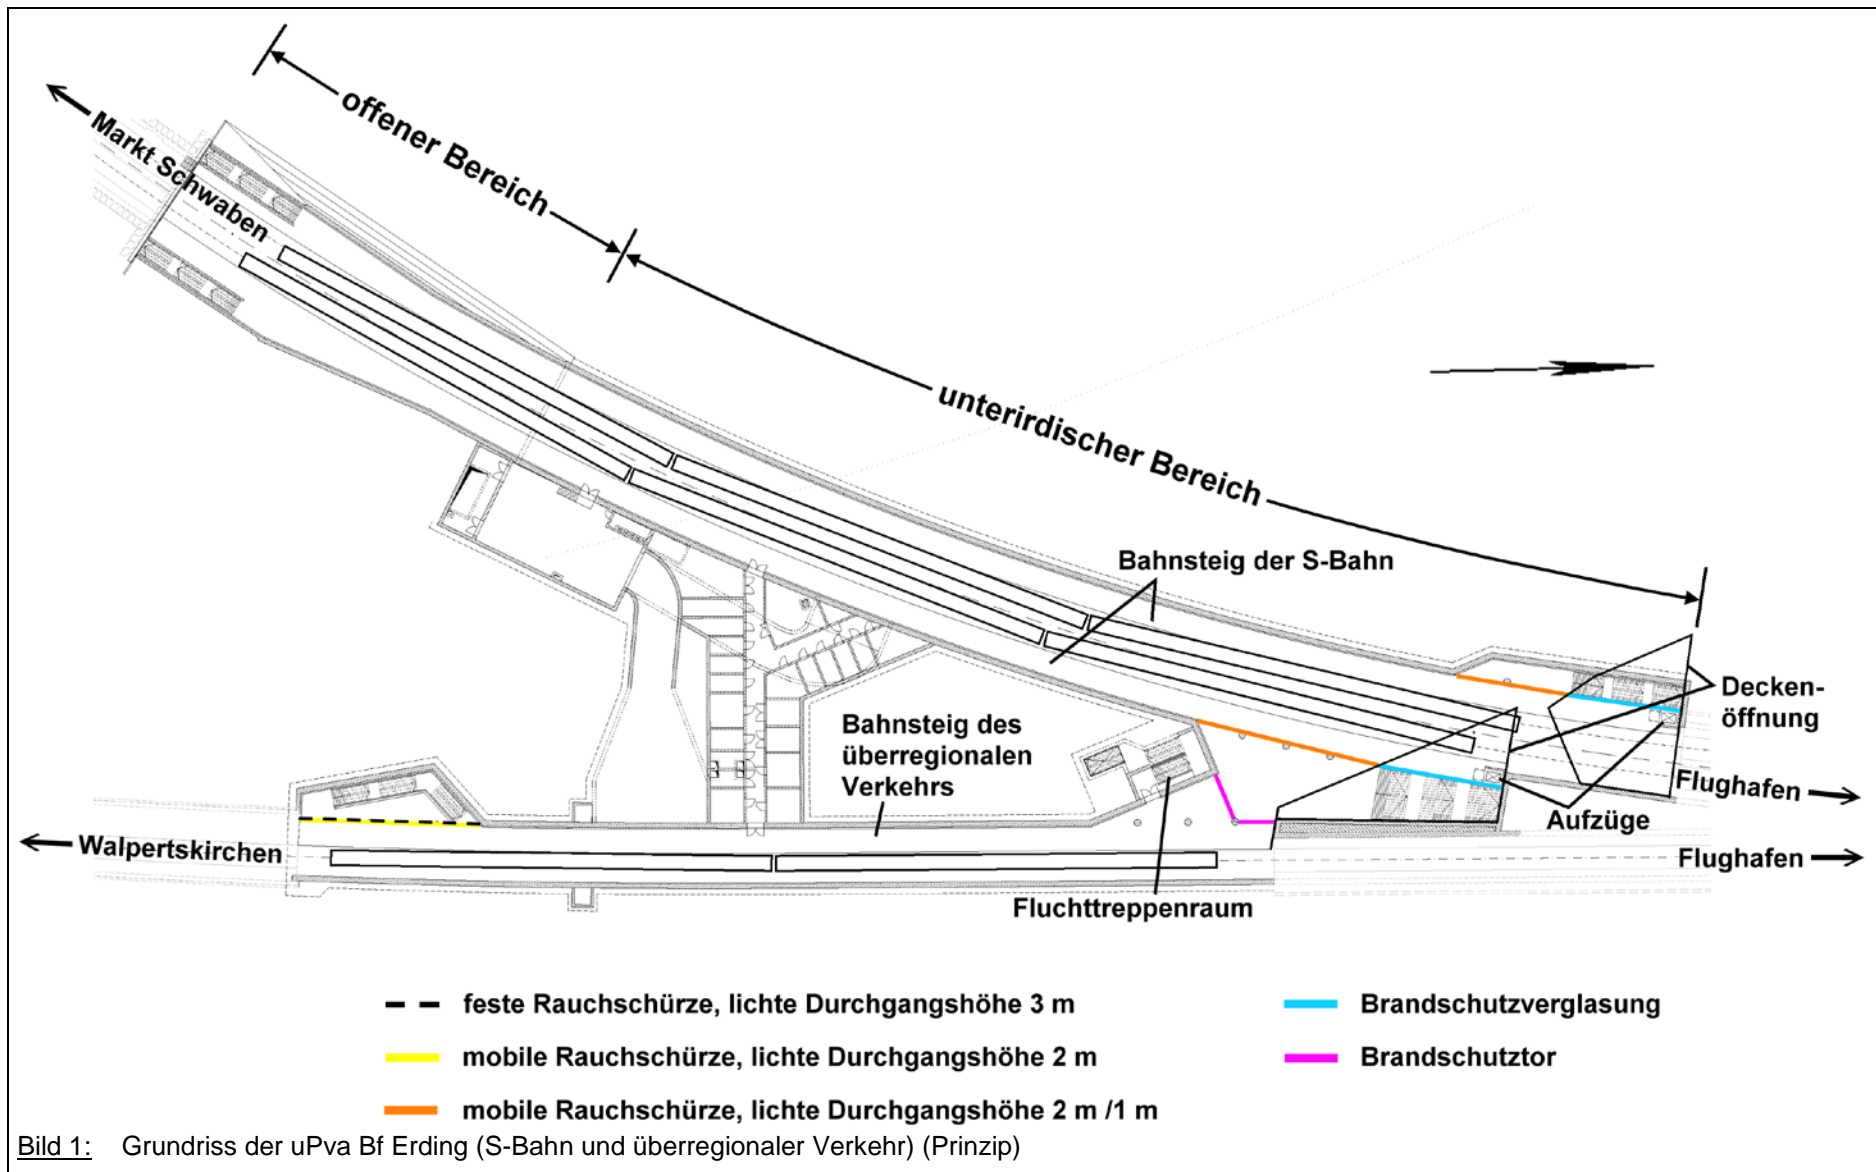 offener Bereich
Markt Schwaben
unterirdischer Bereich
Bahnsteig der S-Bahn
Decken-
öffnung
Bahnsteig des
überregionalen
Verkehrs
Flughafen
Aufzüge
Walpertskirchen
Flughafen
Fluchttreppenraum
feste Rauchschürze, lichte Durchgangshöhe 3 m
Brandschutzverglasung
mobile Rauchschürze, lichte Durchgangshöhe 2 m
Brandschutztor
mobile Rauchschürze, lichte Durchgangshöhe 2 m /1 m
Bild 1: Grundriss der uPva Bf Erding (S-Bahn und überregionaler Verkehr) (Prinzip)